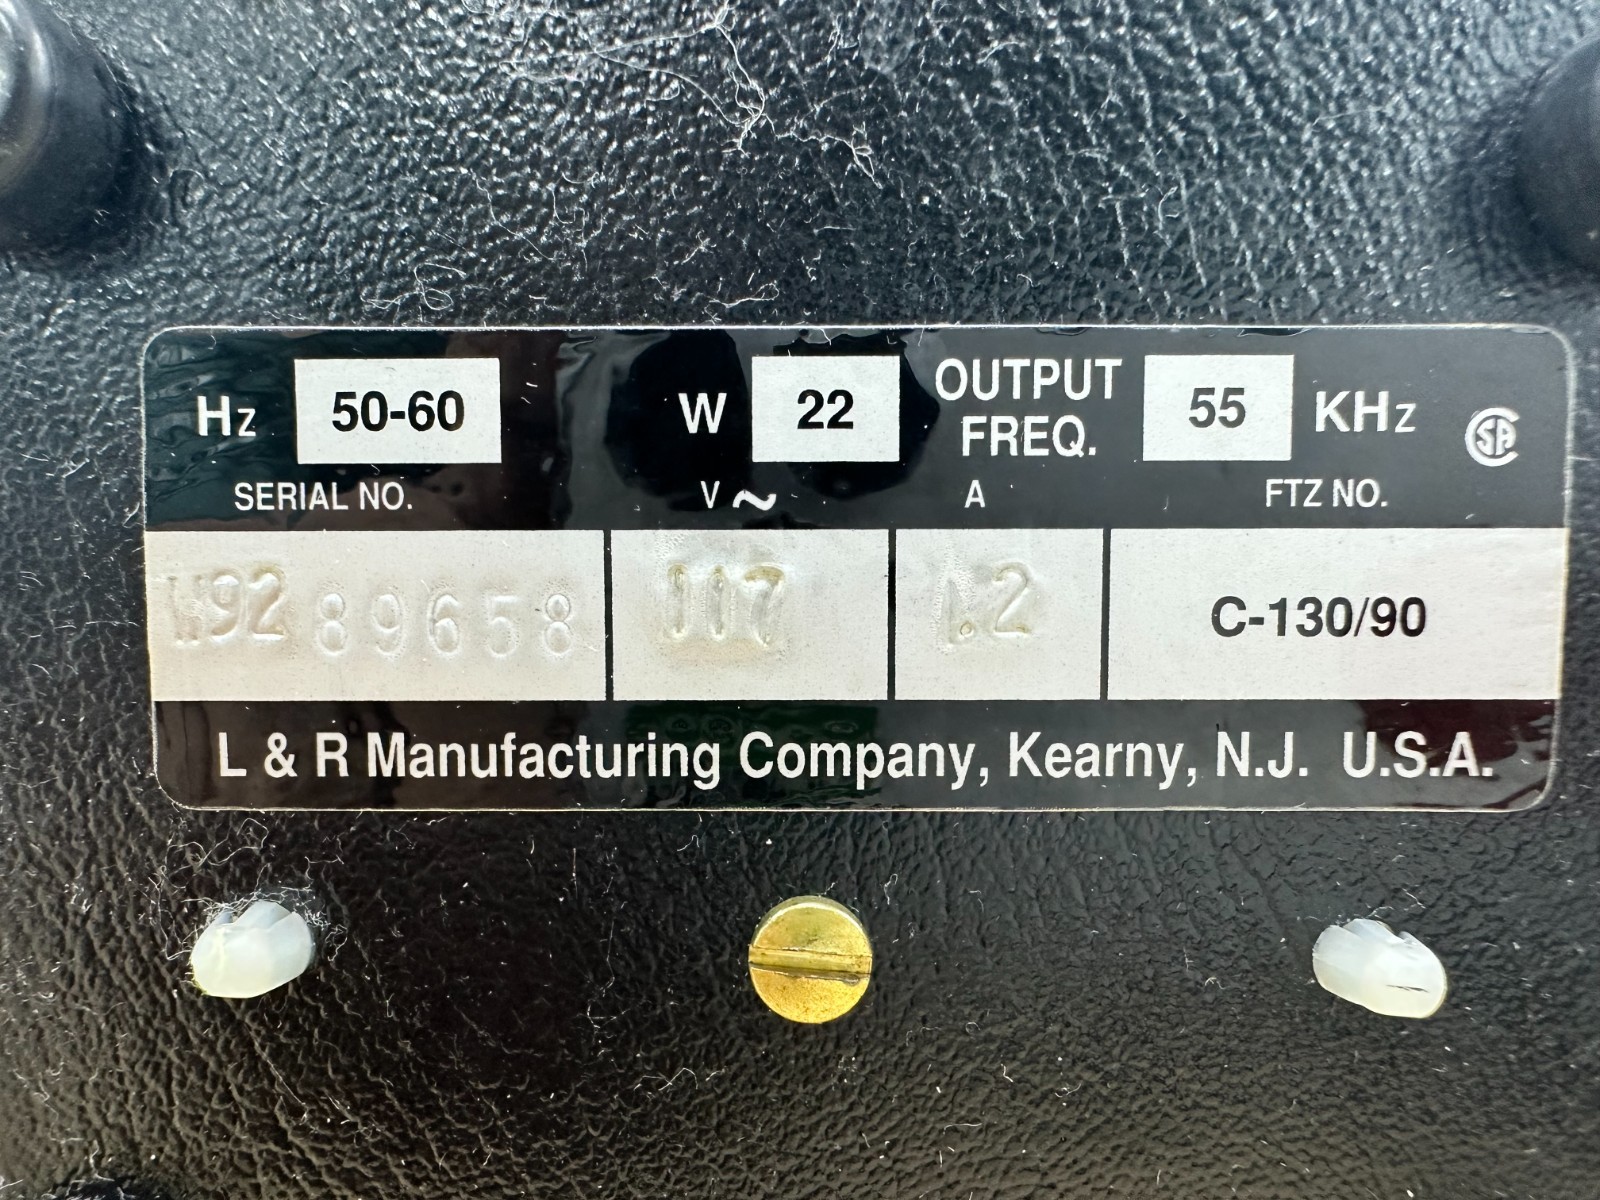 Hz 50-60 W 22 OUTPUT FREQ. 55 KHz CSA
SERIAL NO. V~ A FTZ NO.
W92 89658 117 1.2 C-130/90
L & R Manufacturing Company, Kearny, N.J. U.S.A.